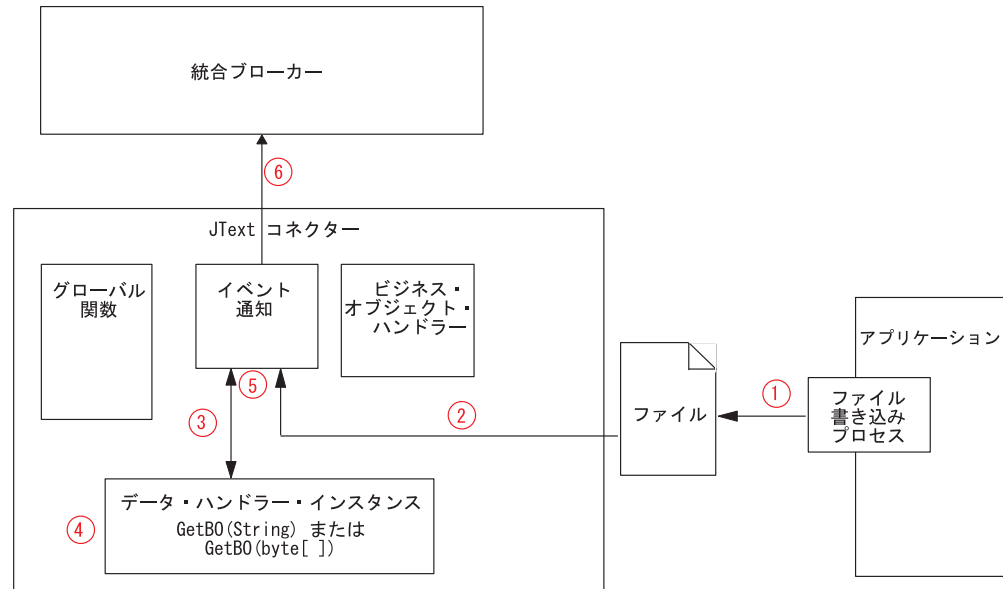 統合ブローカー
⑥
JText コネクター
グローバル
関数
イベント
通知
ビジネス・
オブジェクト・
ハンドラー
アプリケーション
⑤
③
②
ファイル
①
ファイル
書き込み
プロセス
④
データ・ハンドラー・インスタンス
GetBO(String) または
GetBO(byte[ ])